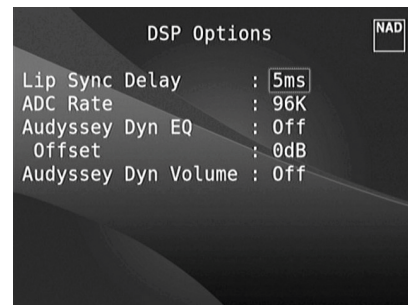 DSP Options
NAD
Lip Sync Delay : 5ms
ADC Rate : 96K
Audyssey Dyn EQ : Off
Offset : 0dB
Audyssey Dyn Volume : Off